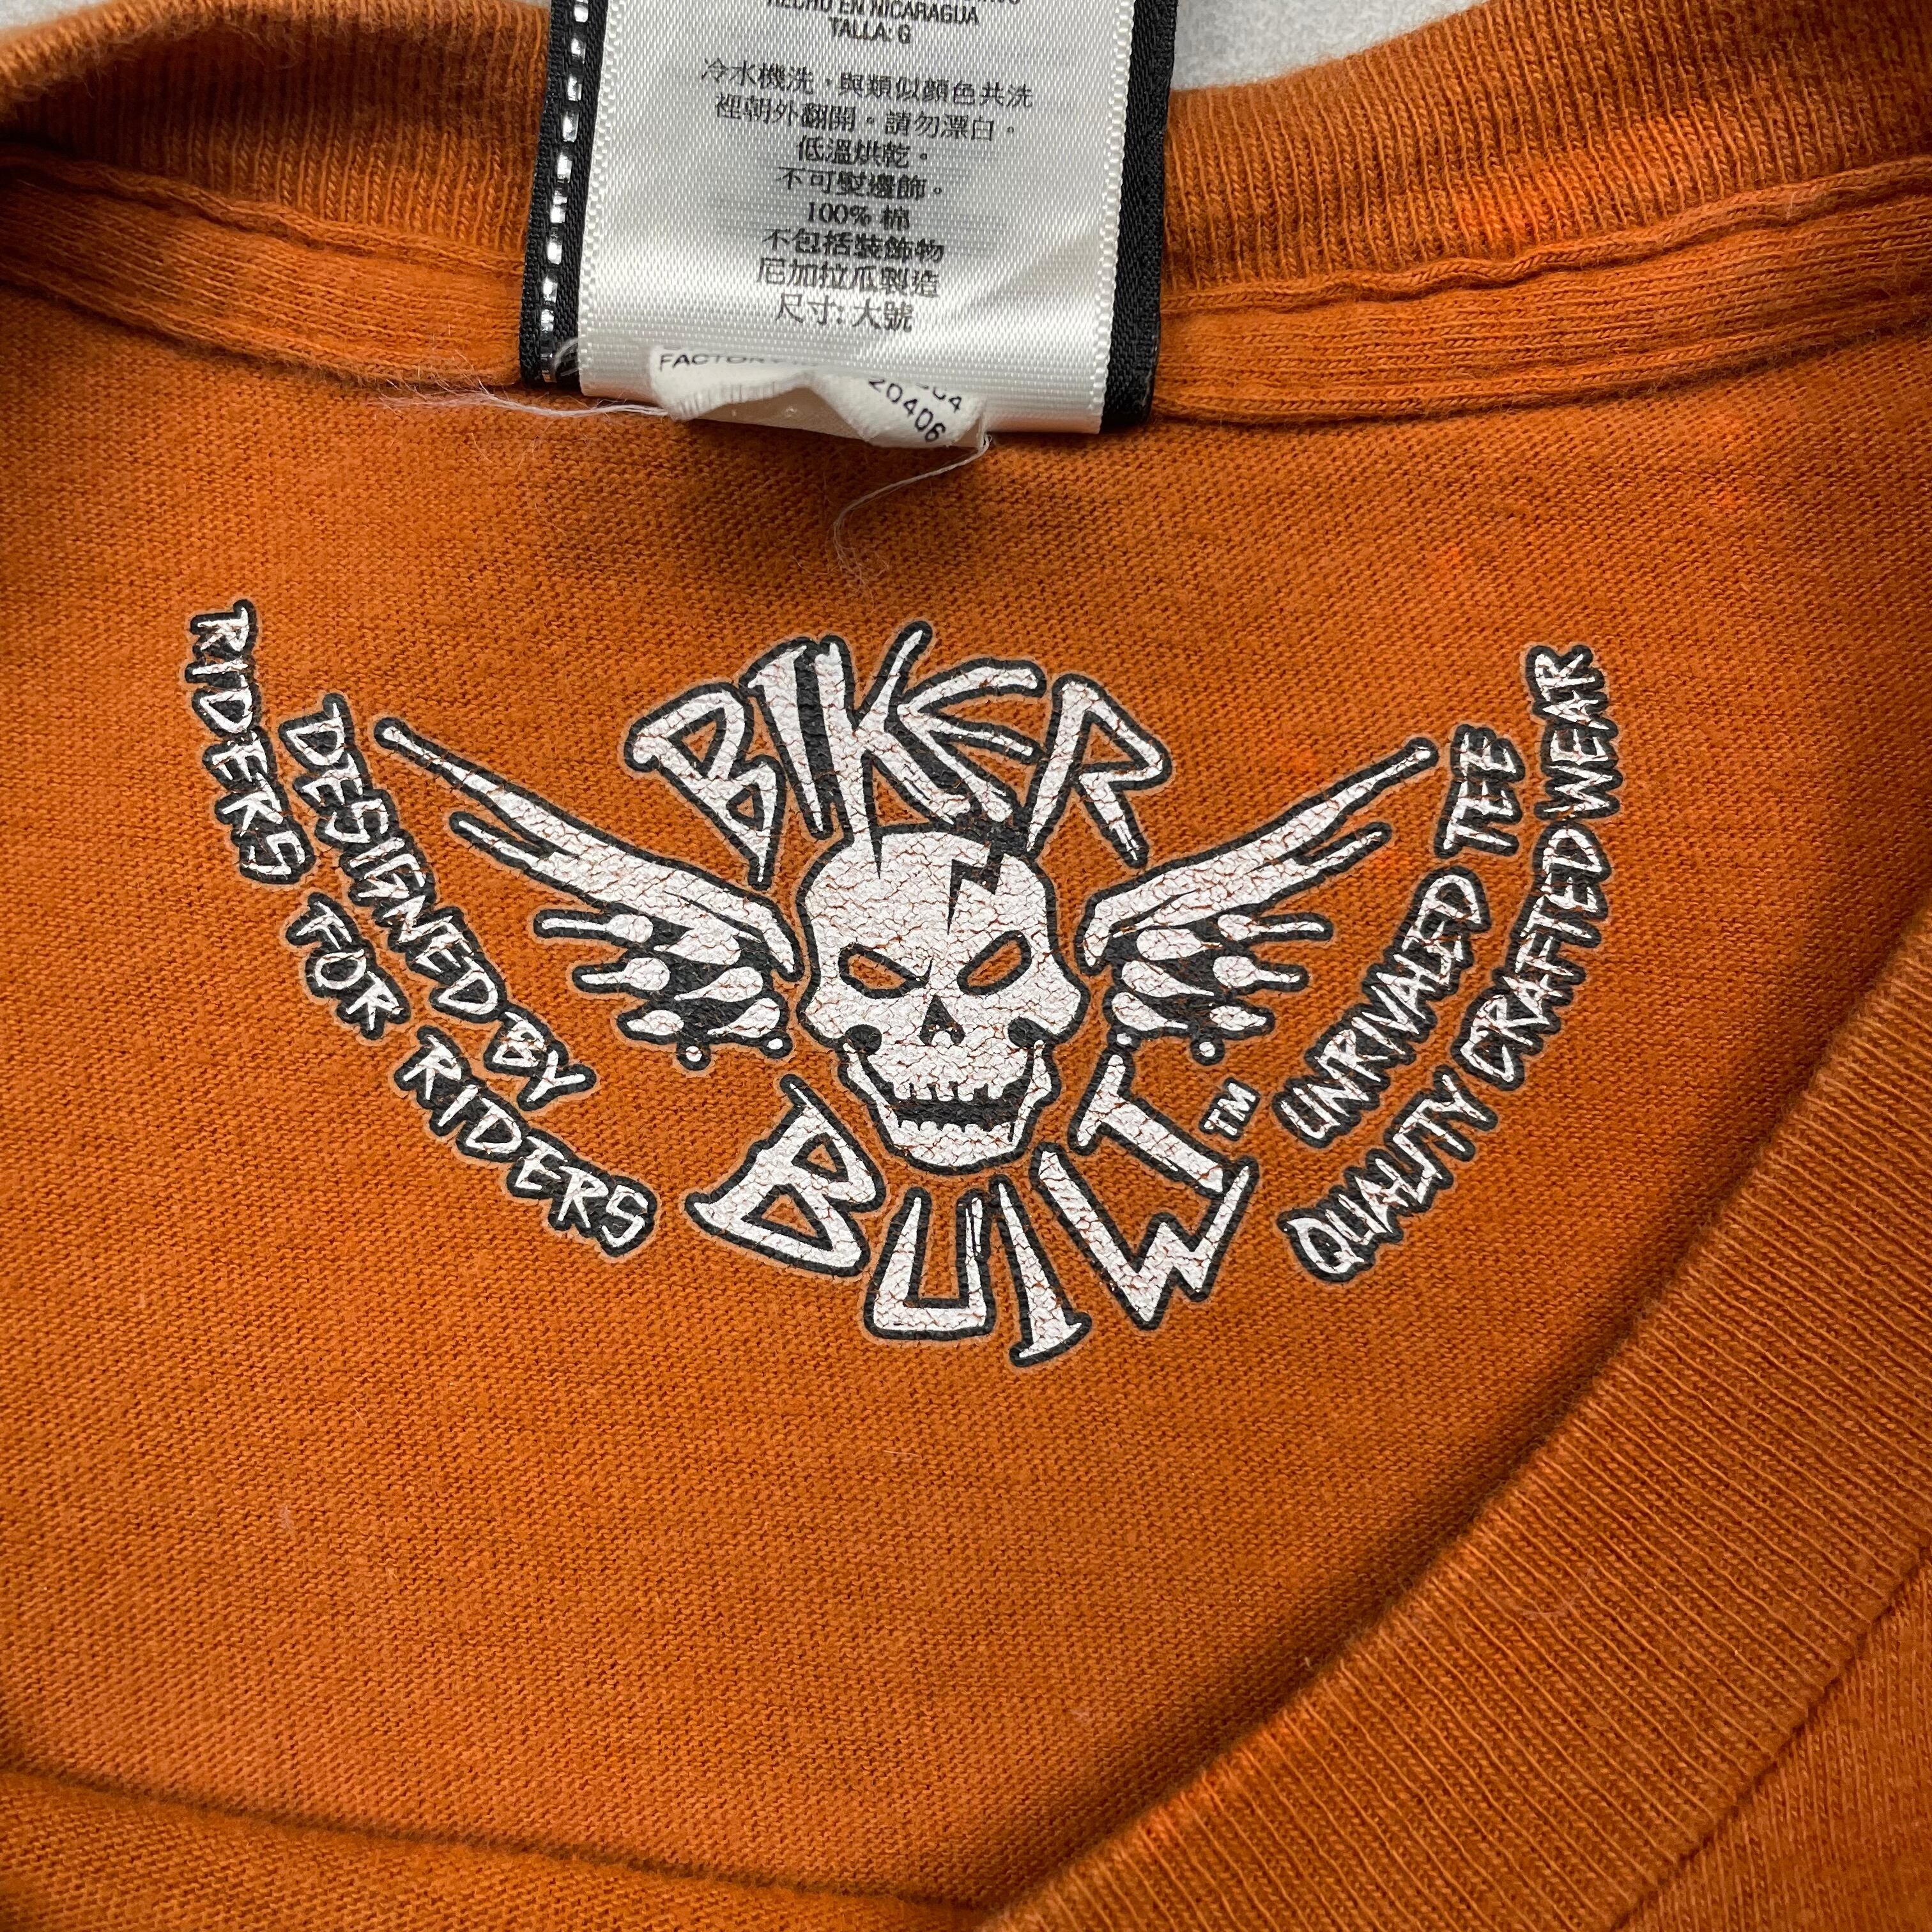 HECHO EN NICARAGUA
TALLA: G
冷水機洗，與類似顏色共洗
裡朝外翻開。請勿漂白。
低溫烘乾。
不可熨邊飾。
100% 棉
不包括裝飾物
尼加拉瓜製造
尺寸: 大號
FACTORY
20406
BIKER
BUILT™
DESIGNED BY
RIDERS FOR RIDERS
UNRIVALED TEE
QUALITY CRAFTED WEAR